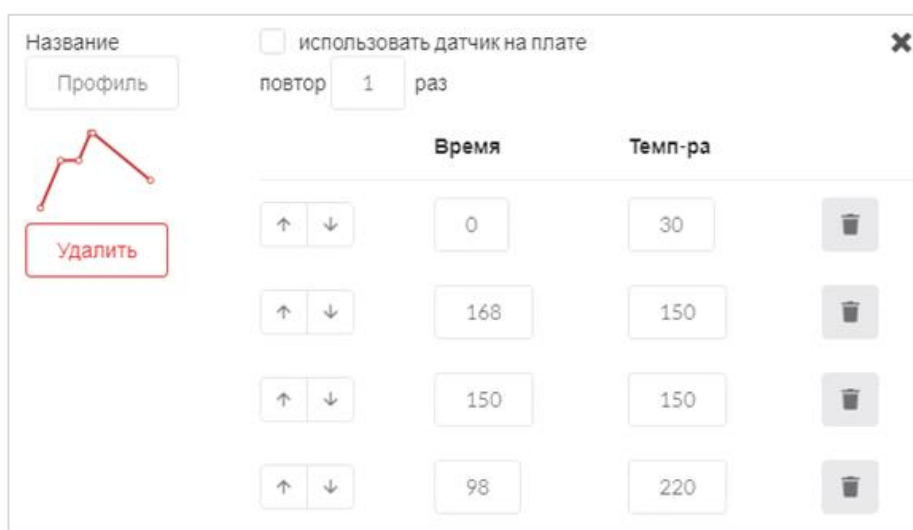 Название
использовать датчик на плате
Профиль
повтор 1 раз
Время Темп-ра
Удалить
0 30
168 150
150 150
98 220